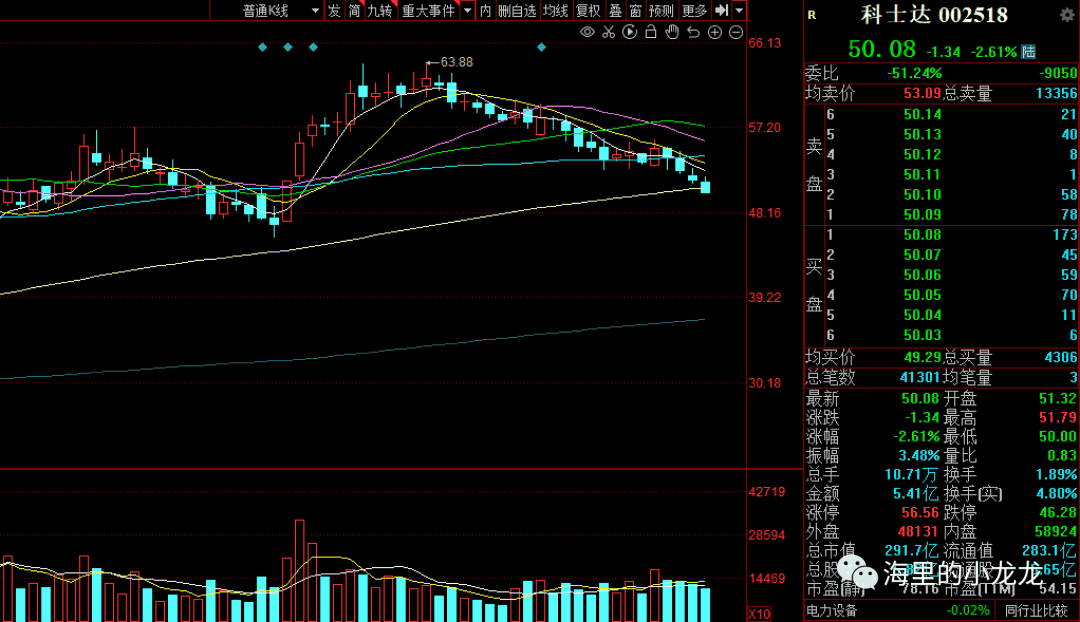 普通K线 发 简 九转 重大事件 内 删自选 均线 复权 叠 窗 预测 更多
R 科士达 002518
50.08 -1.34 -2.61% 陆
63.88
66.13
57.20
48.16
39.22
30.18
42719
28594
14469
X10
委比 -51.24% -9050
均卖价 53.09 总卖量 13356
卖盘
6 50.14 21
5 50.13 40
4 50.12 8
3 50.11 1
2 50.10 58
1 50.09 78
买盘
1 50.08 173
2 50.07 45
3 50.06 59
4 50.05 70
5 50.04 11
6 50.03 6
均买价 49.29 总买量 4306
总笔数 41301 均笔量 3
最新 50.08 开盘 51.32
涨跌 -1.34 最高 51.79
涨幅 -2.61% 最低 50.00
振幅 3.48% 量比 0.83
总手 10.71万 换手 1.89%
金额 5.41亿 换手(实) 4.80%
涨停 56.56 跌停 46.28
外盘 48131 内盘 58924
总市值 291.7亿 流通值 283.1亿
总股 65亿
市盈(静) 78.16 市盈(TTM) 54.15
海里的小龙龙
电力设备 -0.02% 同行业比较